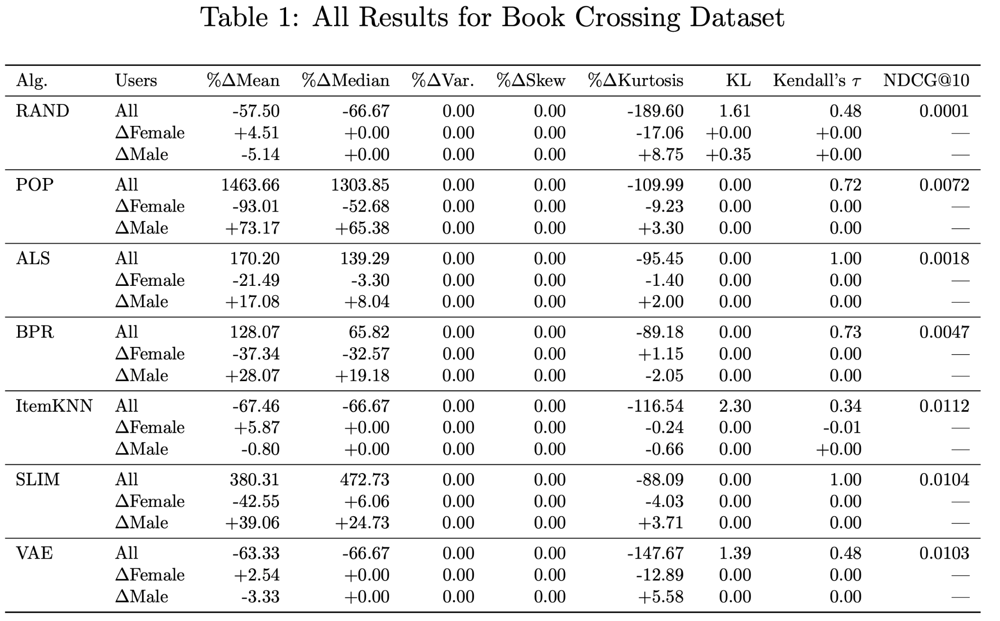 Table 1: All Results for Book Crossing Dataset
Alg. Users %ΔMean %ΔMedian %ΔVar. %ΔSkew %ΔKurtosis KL Kendall's τ NDCG@10
RAND All -57.50 -66.67 0.00 0.00 -189.60 1.61 0.48 0.0001
ΔFemale +4.51 +0.00 0.00 0.00 -17.06 +0.00 +0.00 —
ΔMale -5.14 +0.00 0.00 0.00 +8.75 +0.35 +0.00 —
POP All 1463.66 1303.85 0.00 0.00 -109.99 0.00 0.72 0.0072
ΔFemale -93.01 -52.68 0.00 0.00 -9.23 0.00 0.00 —
ΔMale +73.17 +65.38 0.00 0.00 +3.30 0.00 0.00 —
ALS All 170.20 139.29 0.00 0.00 -95.45 0.00 1.00 0.0018
ΔFemale -21.49 -3.30 0.00 0.00 -1.40 0.00 0.00 —
ΔMale +17.08 +8.04 0.00 0.00 +2.00 0.00 0.00 —
BPR All 128.07 65.82 0.00 0.00 -89.18 0.00 0.73 0.0047
ΔFemale -37.34 -32.57 0.00 0.00 +1.15 0.00 0.00 —
ΔMale +28.07 +19.18 0.00 0.00 -2.05 0.00 0.00 —
ItemKNN All -67.46 -66.67 0.00 0.00 -116.54 2.30 0.34 0.0112
ΔFemale +5.87 +0.00 0.00 0.00 -0.24 0.00 -0.01 —
ΔMale -0.80 +0.00 0.00 0.00 -0.66 0.00 +0.00 —
SLIM All 380.31 472.73 0.00 0.00 -88.09 0.00 1.00 0.0104
ΔFemale -42.55 +6.06 0.00 0.00 -4.03 0.00 0.00 —
ΔMale +39.06 +24.73 0.00 0.00 +3.71 0.00 0.00 —
VAE All -63.33 -66.67 0.00 0.00 -147.67 1.39 0.48 0.0103
ΔFemale +2.54 +0.00 0.00 0.00 -12.89 0.00 0.00 —
ΔMale -3.33 +0.00 0.00 0.00 +5.58 0.00 0.00 —